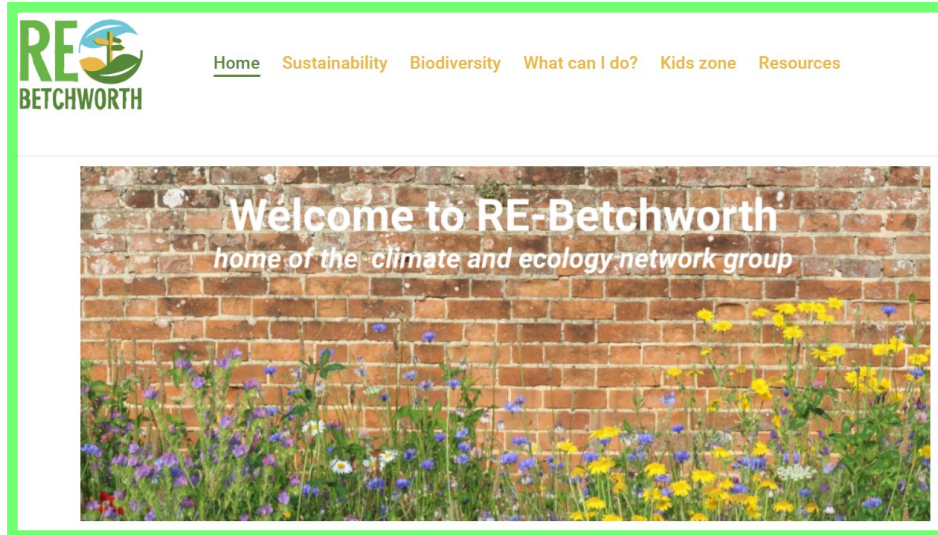 RE
BETCHWORTH
Home Sustainability Biodiversity What can I do? Kids zone Resources
Welcome to RE-Betchworth
home of the climate and ecology network group